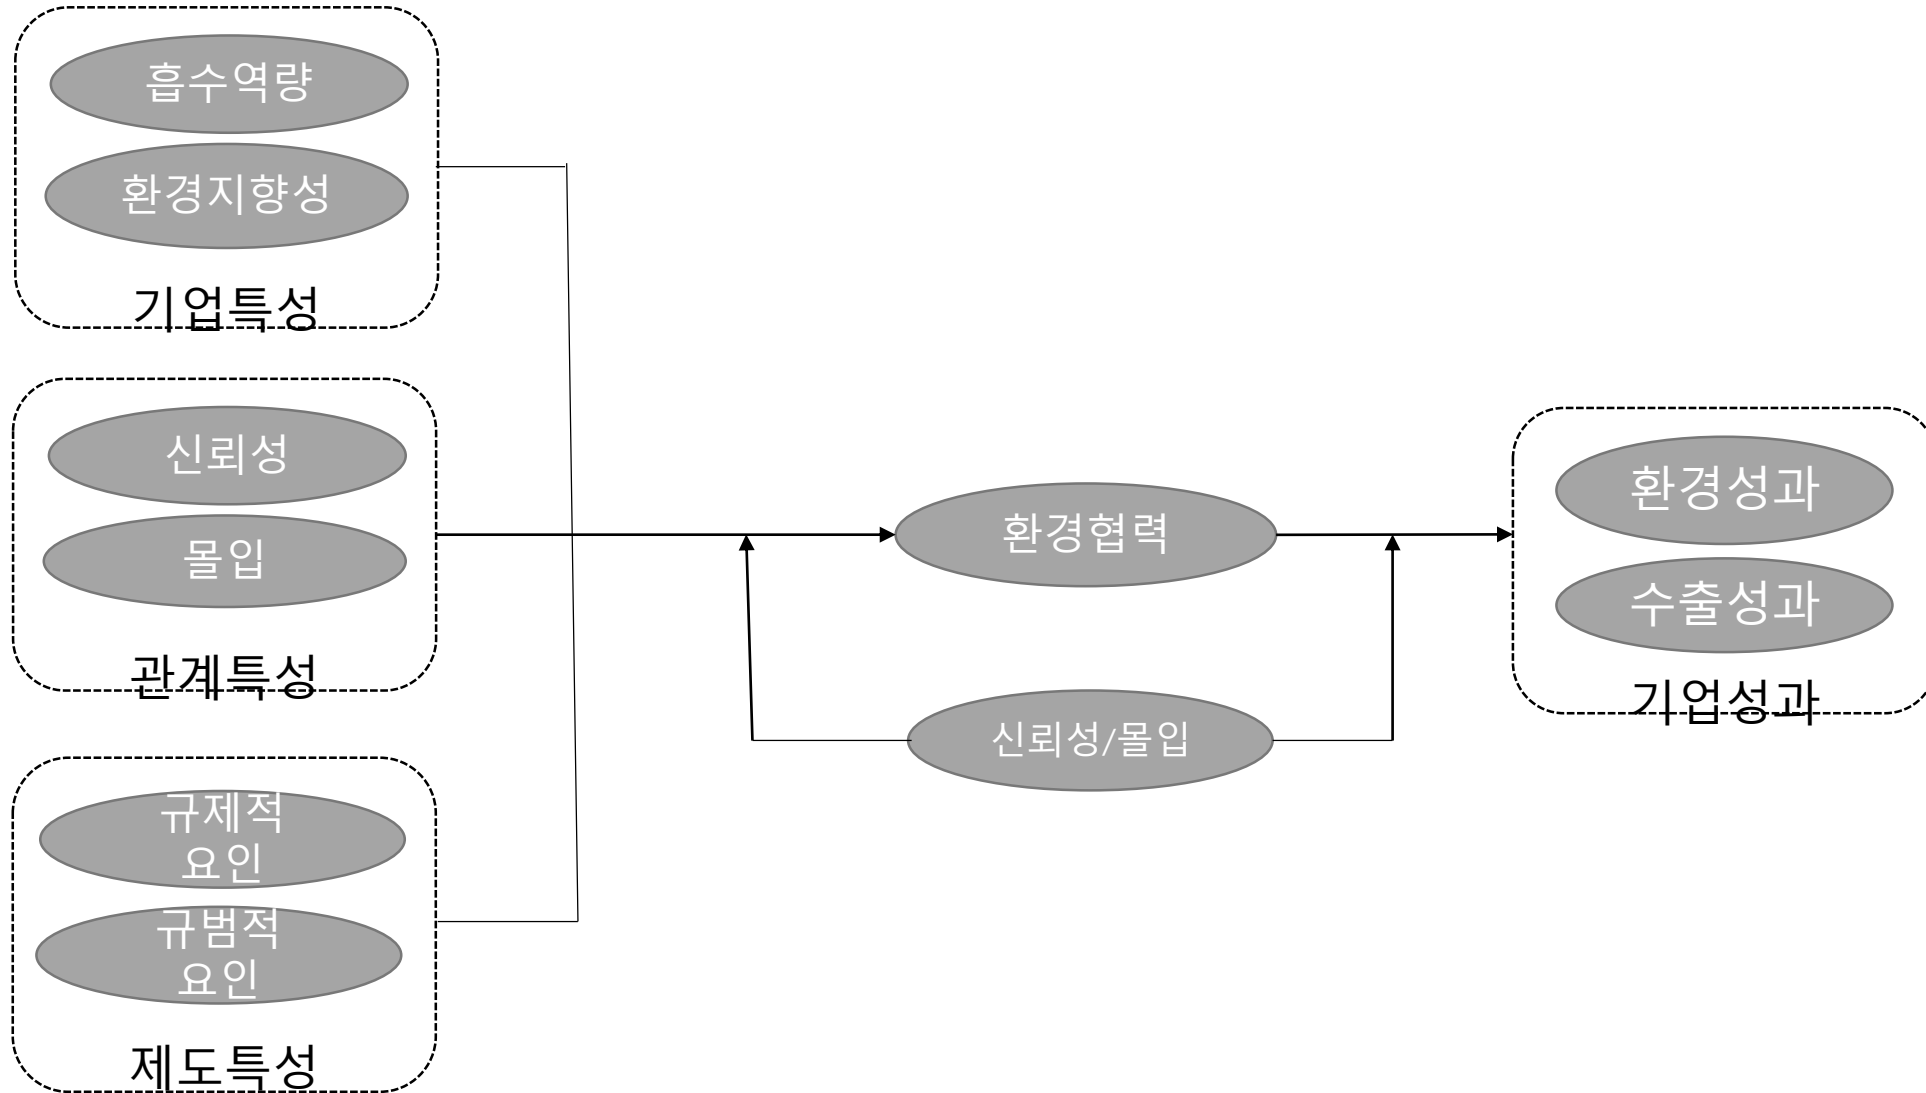 흡수역량
환경지향성
기업특성
신뢰성
몰입
관계특성
규제적
요인
규범적
요인
제도특성
환경협력
신뢰성/몰입
환경성과
수출성과
기업성과